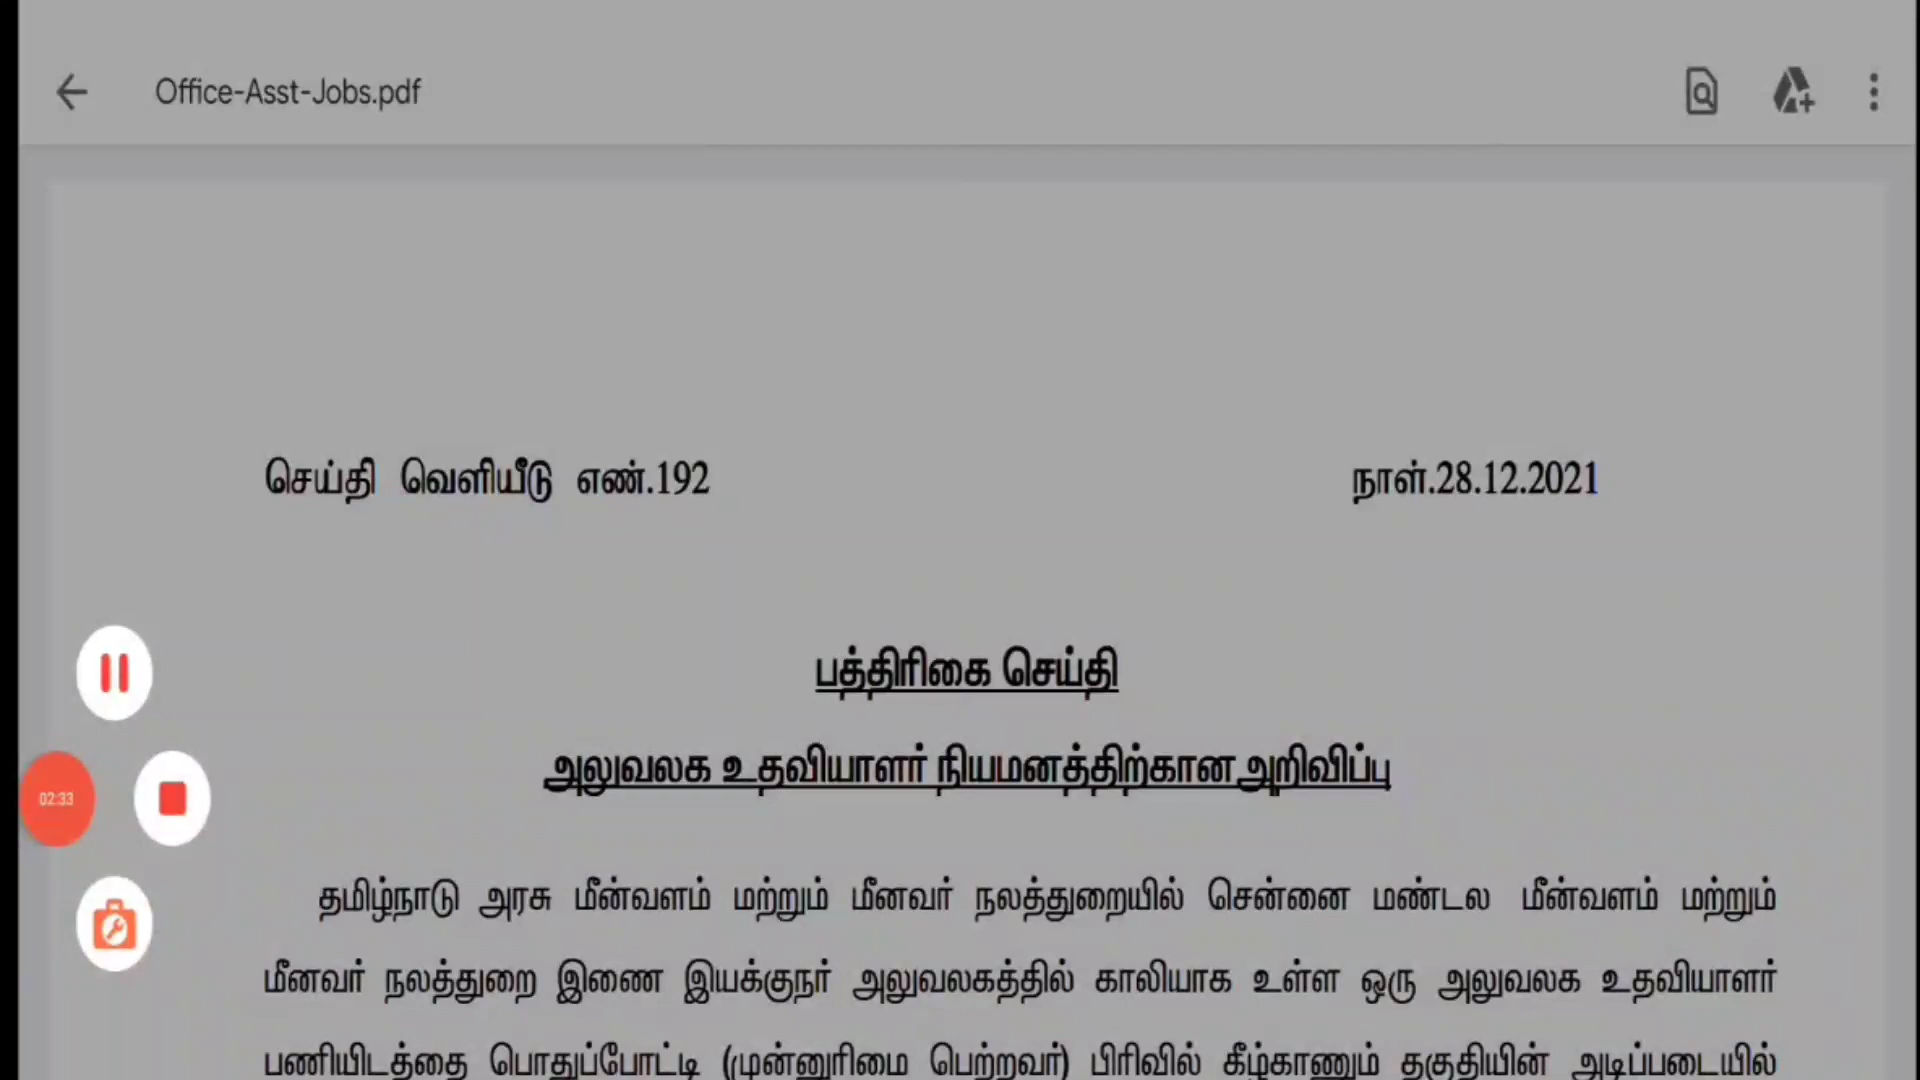 Office-Asst-Jobs.pdf
செய்தி வெளியீடு எண்.192 நாள்.28.12.2021
பத்திரிகை செய்தி
அலுவலக உதவியாளர் நியமனத்திற்கான அறிவிப்பு
02:33
தமிழ்நாடு அரசு மீன்வளம் மற்றும் மீனவர் நலத்துறையில் சென்னை மண்டல மீன்வளம் மற்றும்
மீனவர் நலத்துறை இணை இயக்குநர் அலுவலகத்தில் காலியாக உள்ள ஒரு அலுவலக உதவியாளர்
பணியிடத்தை பொதுப்போட்டி (முன்னுரிமை பெற்றவர்) பிரிவில் கீழ்காணும் தகுதியின் அடிப்படையில்